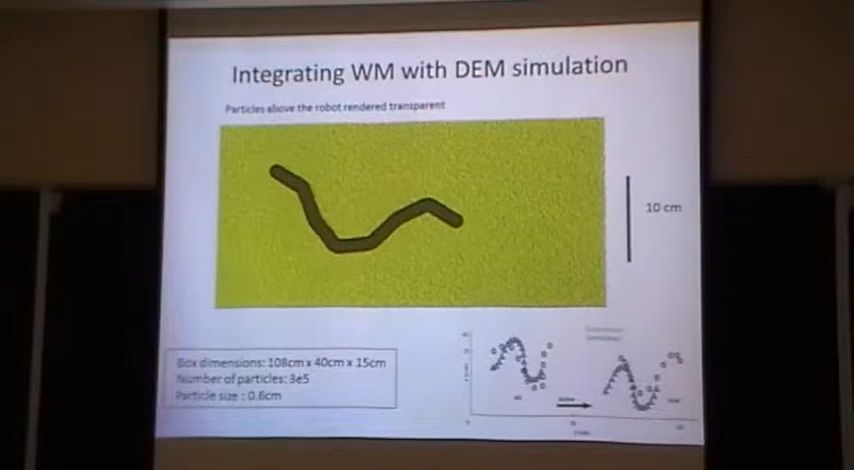 Integrating WM with DEM simulation
Particles above the robot rendered transparent
10 cm
Box dimensions: 108cm x 40cm x 15cm
Number of particles: 3e5
Particle size : 0.6cm